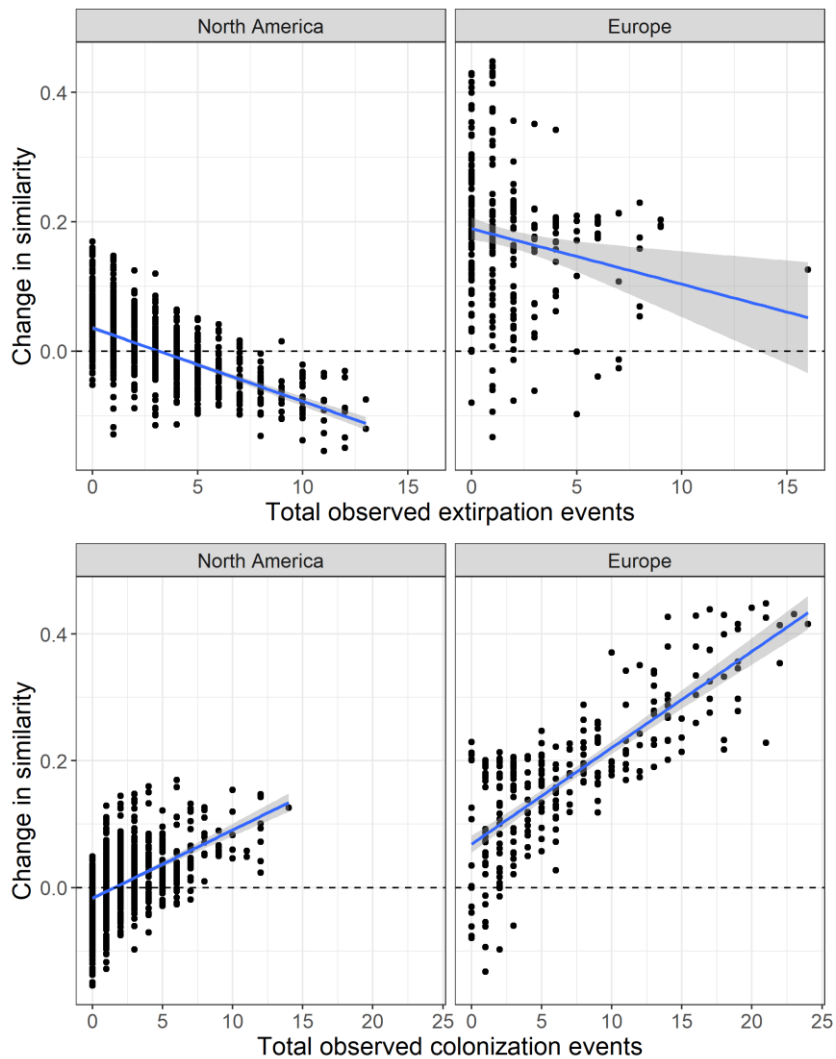 North America Europe
Change in similarity
0.4
0.2
0.0
0 5 10 15 0 5 10 15
Total observed extirpation events
North America Europe
Change in similarity
0.4
0.2
0.0
0 5 10 15 20 25 0 5 10 15 20 25
Total observed colonization events